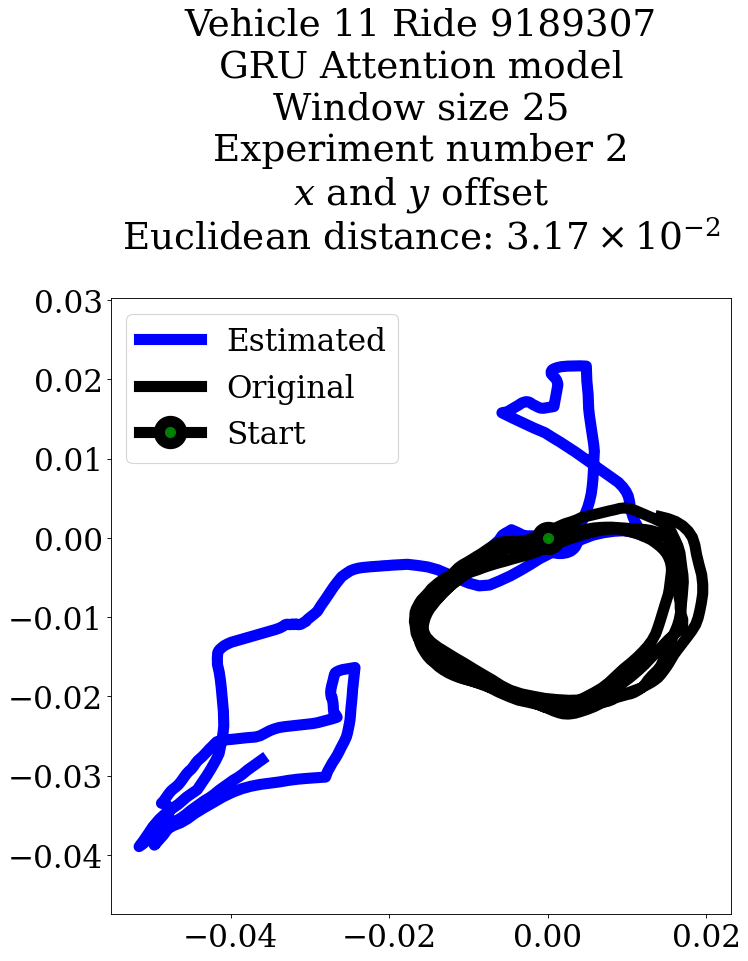 Vehicle 11 Ride 9189307
GRU Attention model
Window size 25
Experiment number 2
x and y offset
Euclidean distance: 3.17 × 10⁻²
Estimated
Original
Start
0.03
0.02
0.01
0.00
−0.01
−0.02
−0.03
−0.04
−0.04 −0.02 0.00 0.02